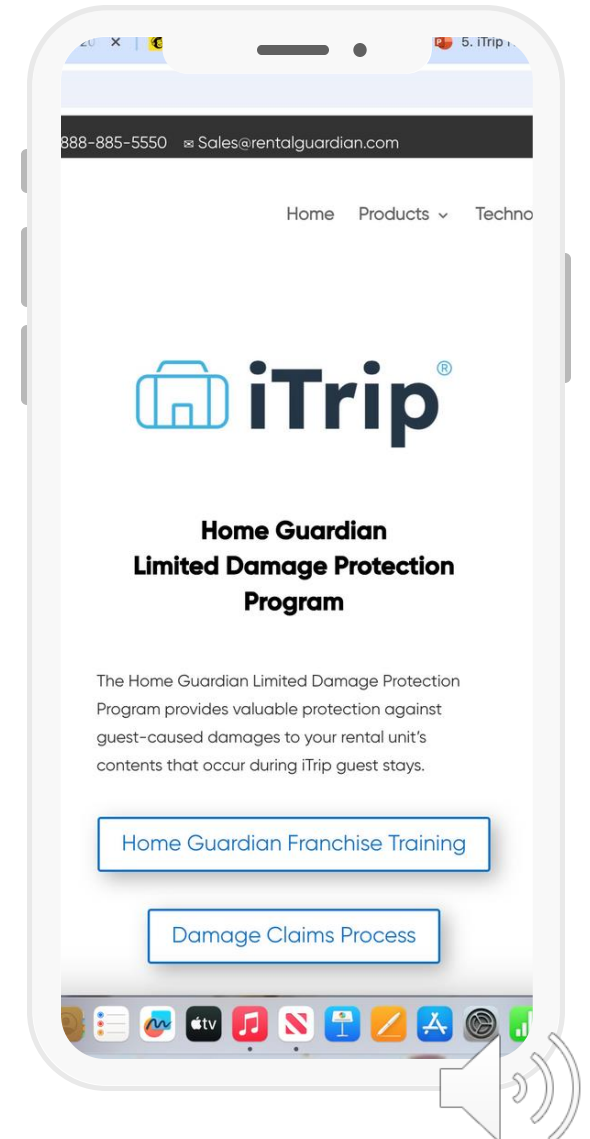 5. iTrip
888-885-5550 ✉ Sales@rentalguardian.com
Home Products Techno
iTrip®
Home Guardian
Limited Damage Protection
Program
The Home Guardian Limited Damage Protection
Program provides valuable protection against
guest-caused damages to your rental unit's
contents that occur during iTrip guest stays.
Home Guardian Franchise Training
Damage Claims Process
tv